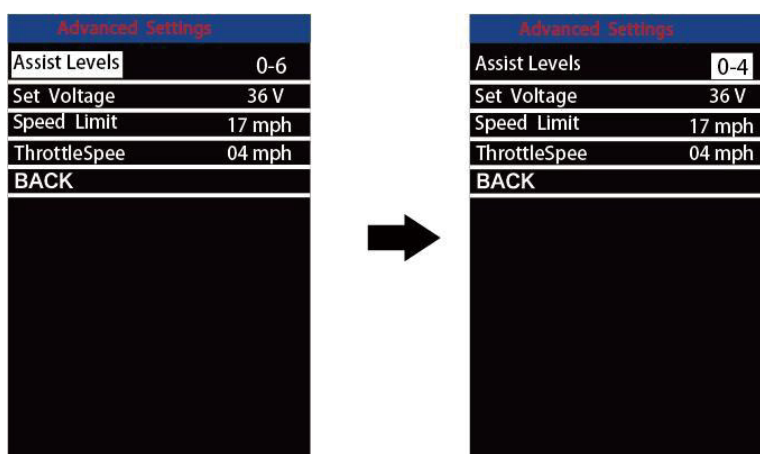 Advanced Settings
Assist Levels 0-6
Set Voltage 36 V
Speed Limit 17 mph
ThrottleSpee 04 mph
BACK
Advanced Settings
Assist Levels 0-4
Set Voltage 36 V
Speed Limit 17 mph
ThrottleSpee 04 mph
BACK